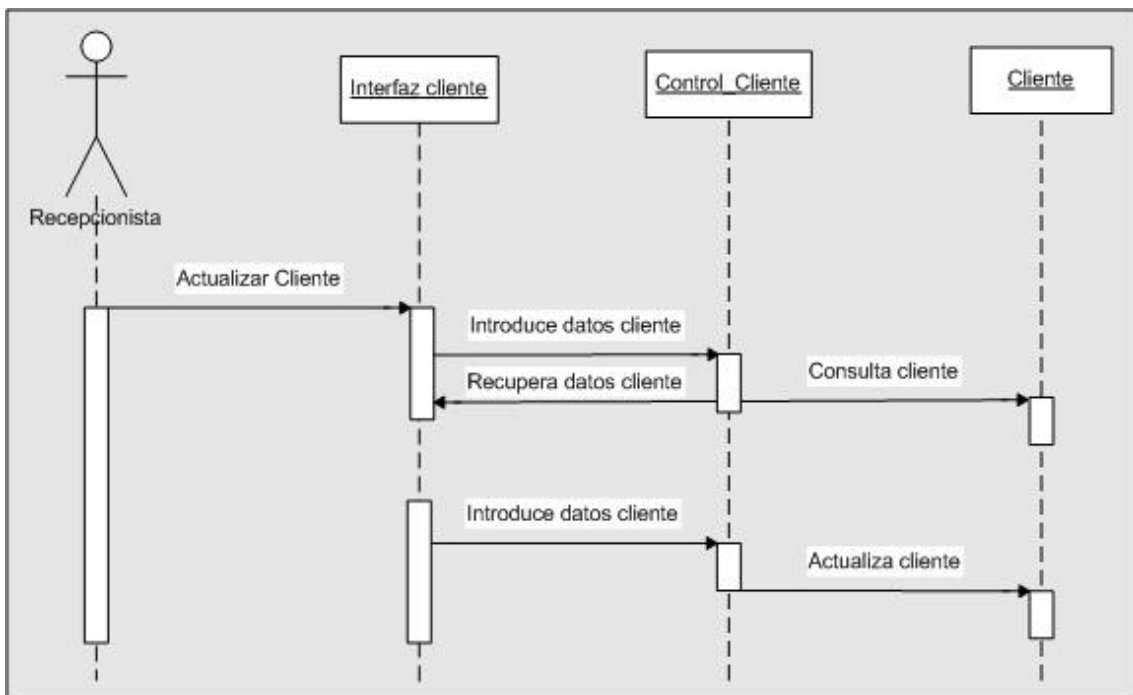 Interfaz cliente
Control_Cliente
Cliente
Recepcionista
Actualizar Cliente
Introduce datos cliente
Recupera datos cliente
Consulta cliente
Introduce datos cliente
Actualiza cliente